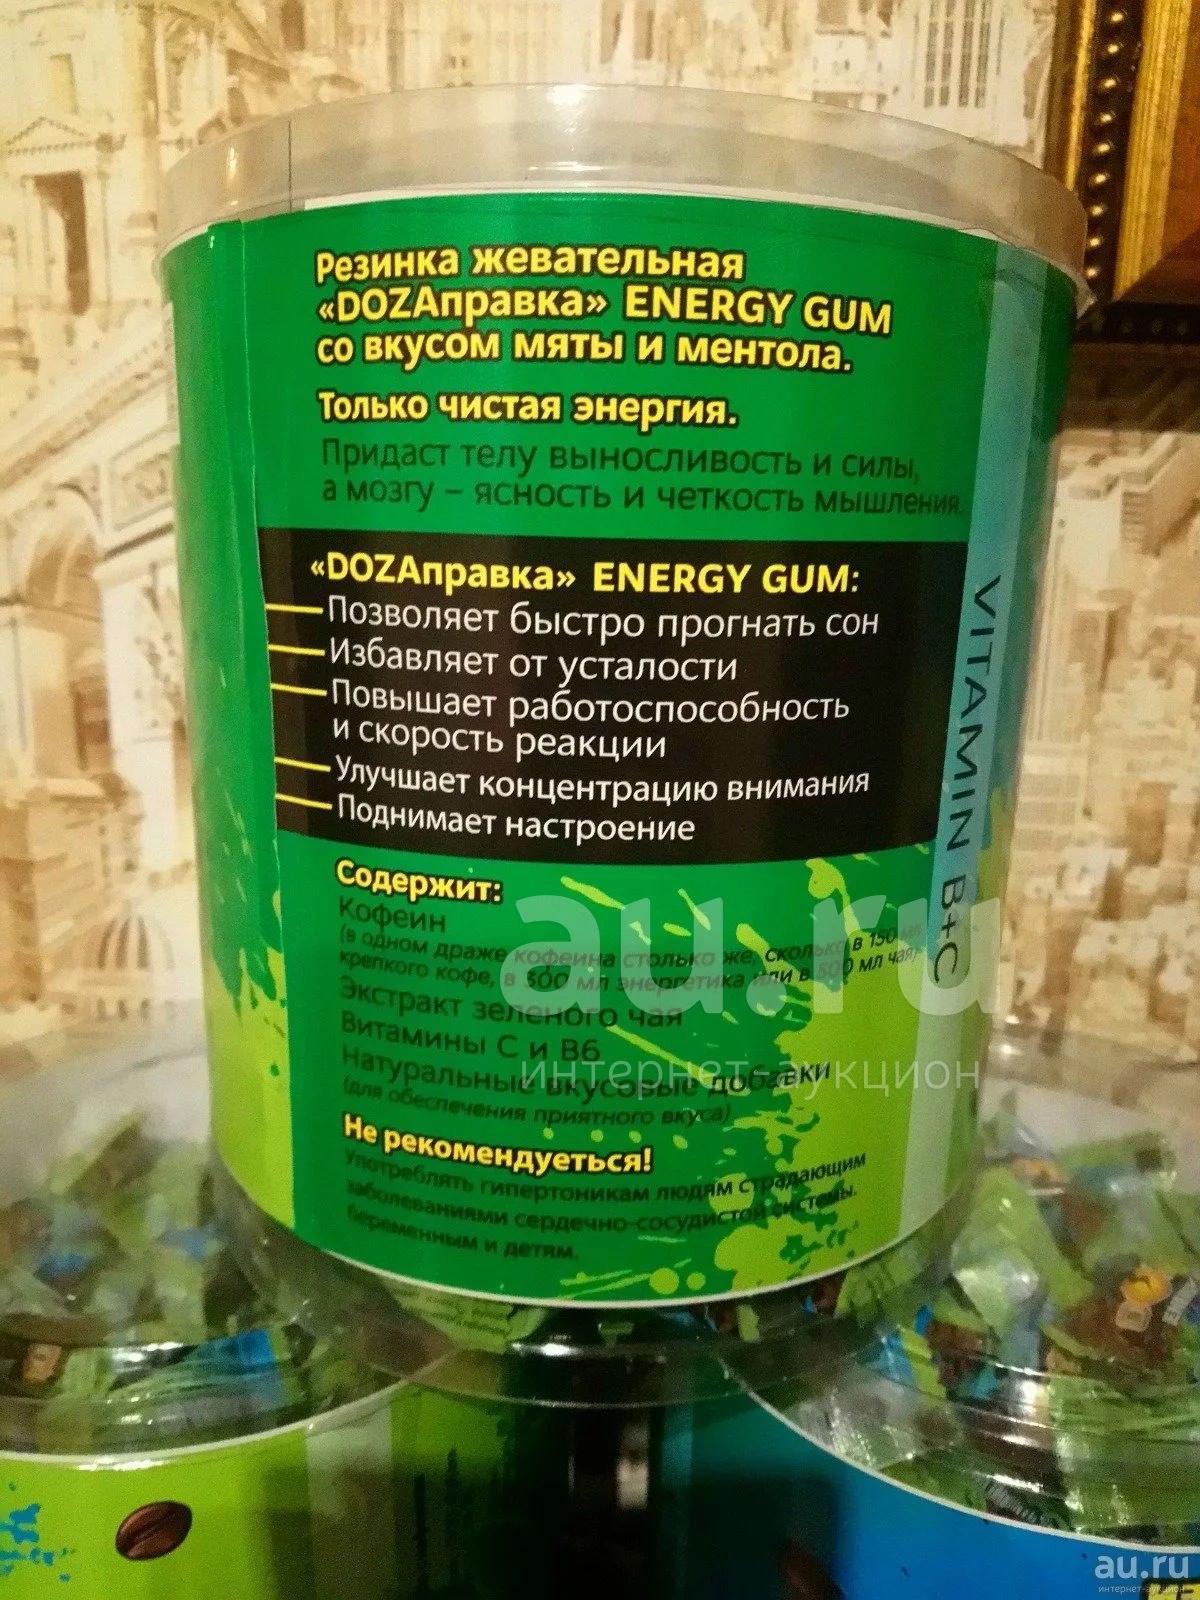 Резинка жевательная
«DOZAправка» ENERGY GUM
со вкусом мяты и ментола.
Только чистая энергия.
Придаст телу выносливость и силы,
а мозгу – ясность и четкость мышления.
«DOZAправка» ENERGY GUM:
Позволяет быстро прогнать сон
Избавляет от усталости
Повышает работоспособность
и скорость реакции
Улучшает концентрацию внимания
Поднимает настроение
VITAMIN B+C
Содержит:
Кофеин
(в одном драже кофеина столько же, сколько в 150 мл
крепкого кофе, в 300 мл энергетика или в 500 мл чая)
Экстракт зеленого чая
Витамины С и В6
Натуральные вкусовые добавки
(для обеспечения приятного вкуса)
Не рекомендуеться!
Употреблять гипертоникам людям страдающим
заболеваниями сердечно-сосудистой системы.
беременным и детям.
au.ru
интернет-аукцион
au.ru
интернет-аукцион